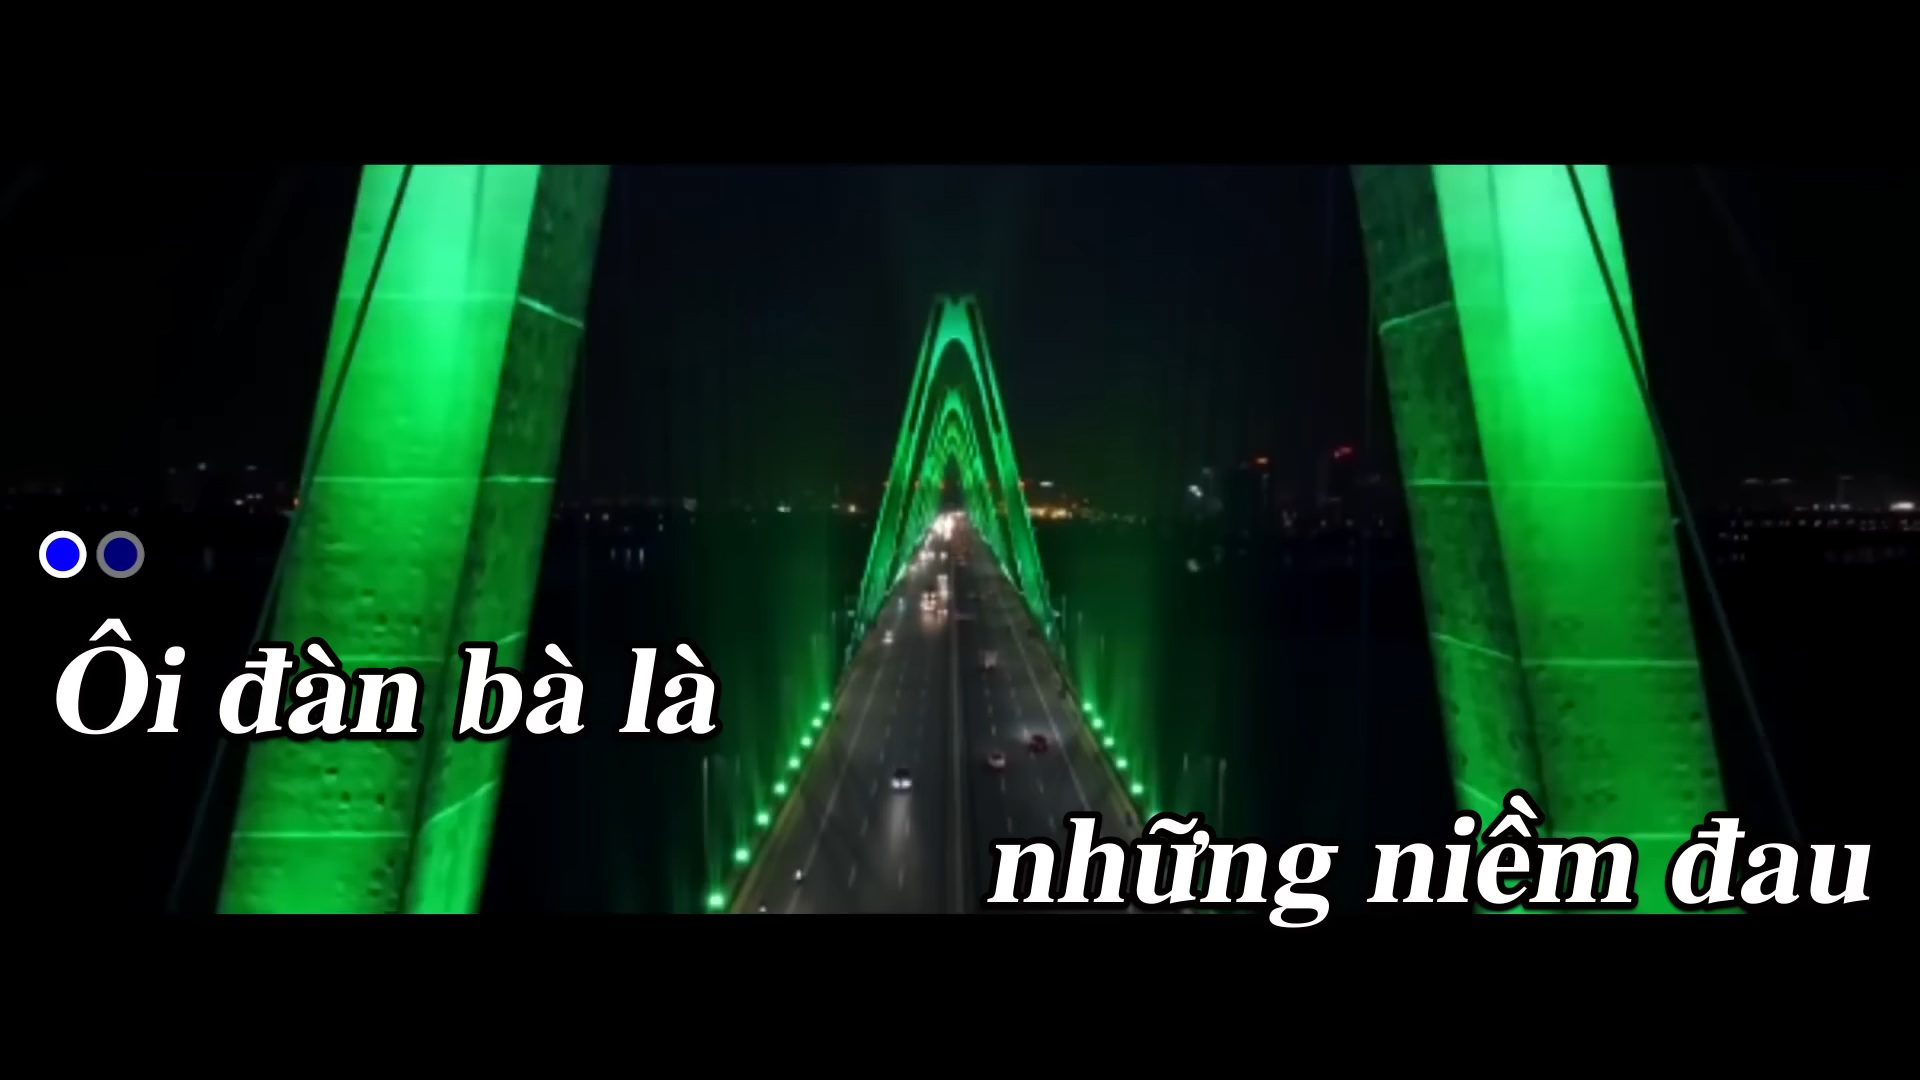 Ôi đàn bà là
những niềm đau